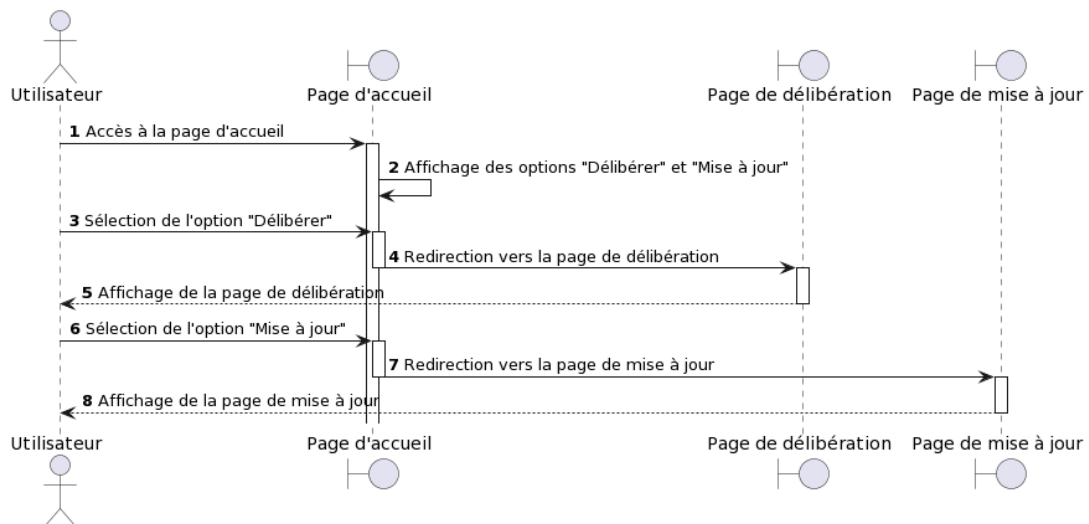 Utilisateur
Page d'accueil
Page de délibération
Page de mise à jour
1 Accès à la page d'accueil
2 Affichage des options "Délibérer" et "Mise à jour"
3 Sélection de l'option "Délibérer"
4 Redirection vers la page de délibération
5 Affichage de la page de délibération
6 Sélection de l'option "Mise à jour"
7 Redirection vers la page de mise à jour
8 Affichage de la page de mise à jour
Utilisateur
Page d'accueil
Page de délibération
Page de mise à jour